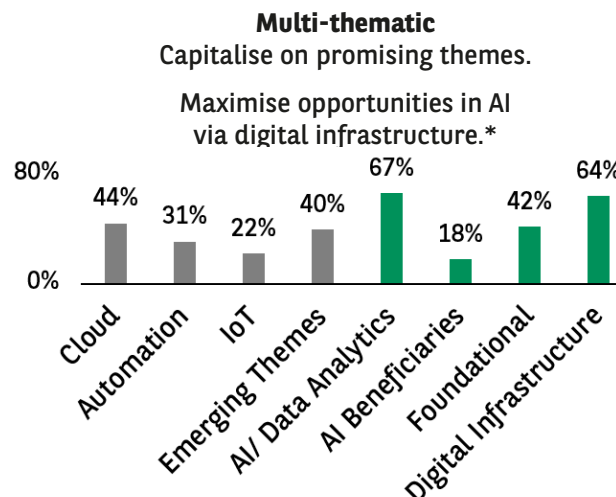 Multi-thematic
Capitalise on promising themes.
Maximise opportunities in AI
via digital infrastructure.*
80%
0%
44%
31%
22%
40%
67%
18%
42%
64%
Cloud
Automation
IoT
Emerging Themes
AI/ Data Analytics
AI Beneficiaries
Foundational
Digital Infrastructure